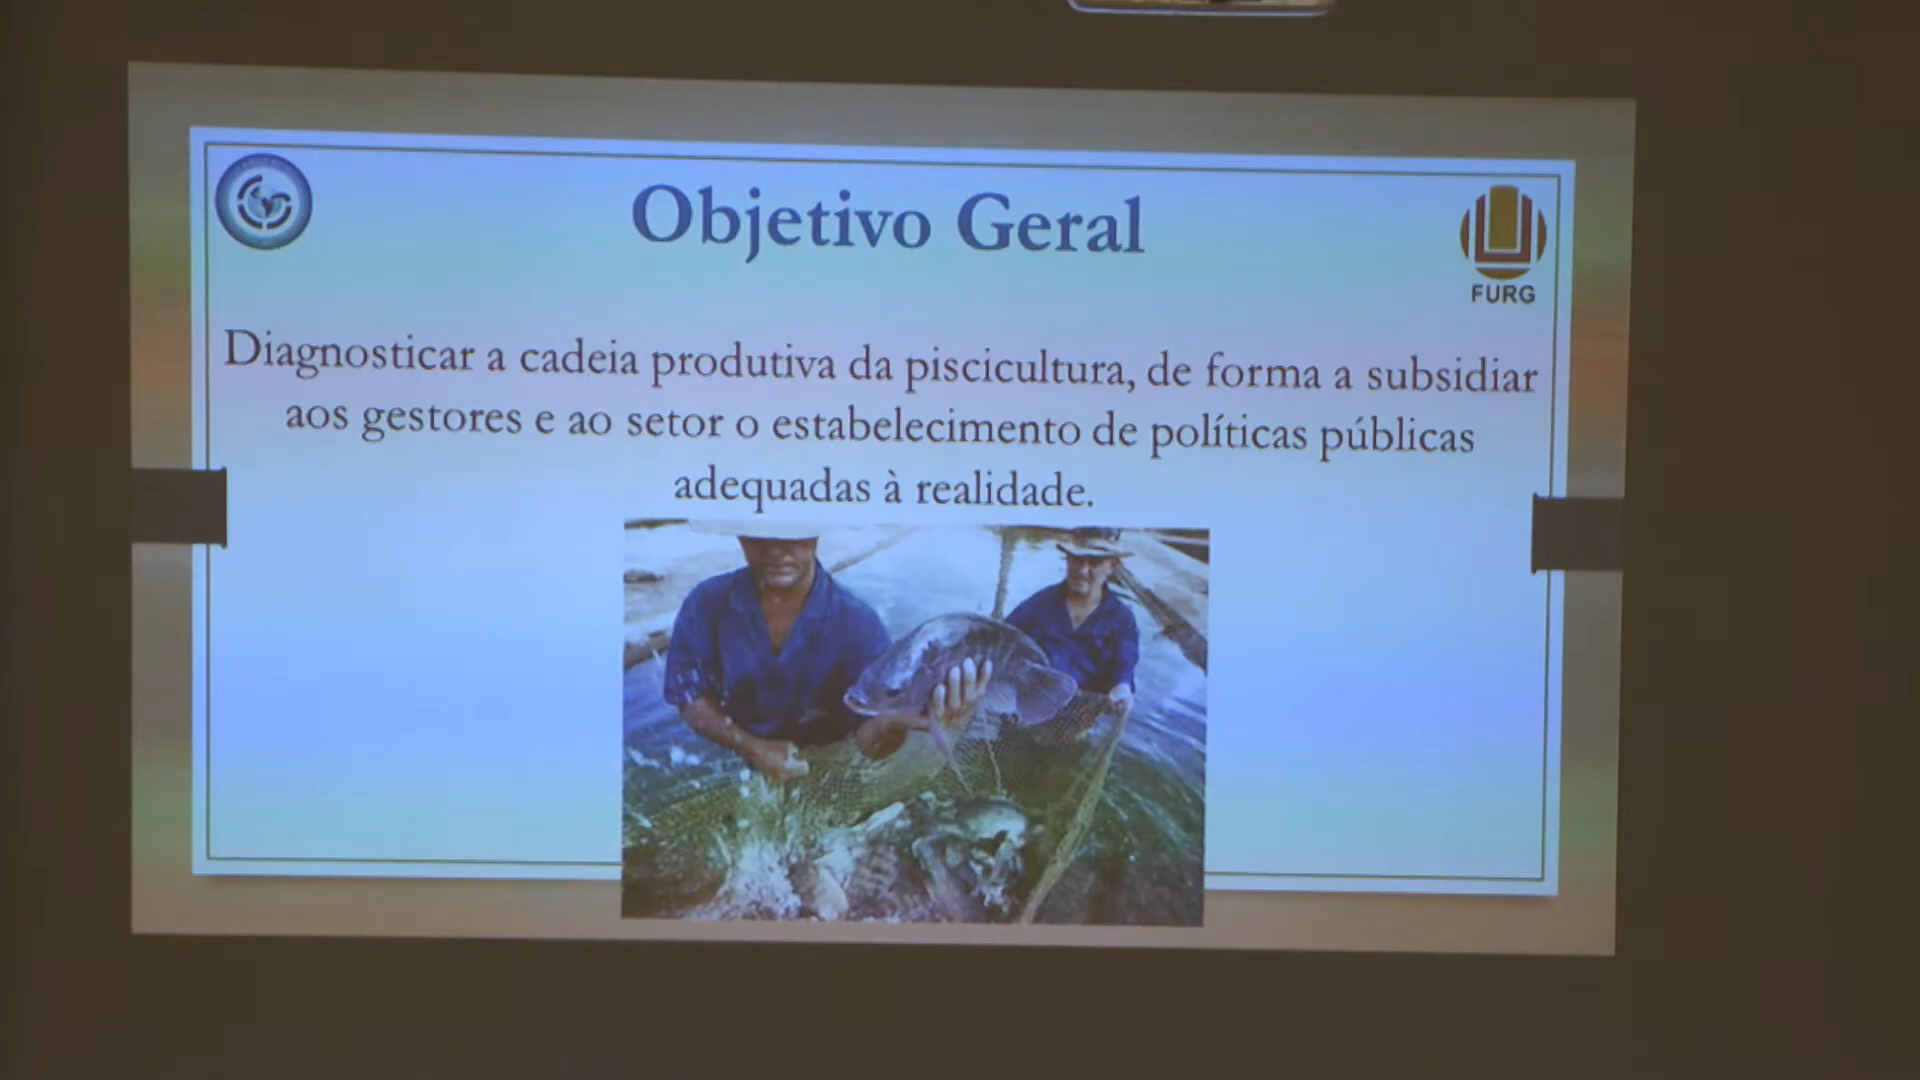 Objetivo Geral
FURG
Diagnosticar a cadeia produtiva da piscicultura, de forma a subsidiar
aos gestores e ao setor o estabelecimento de políticas públicas
adequadas à realidade.